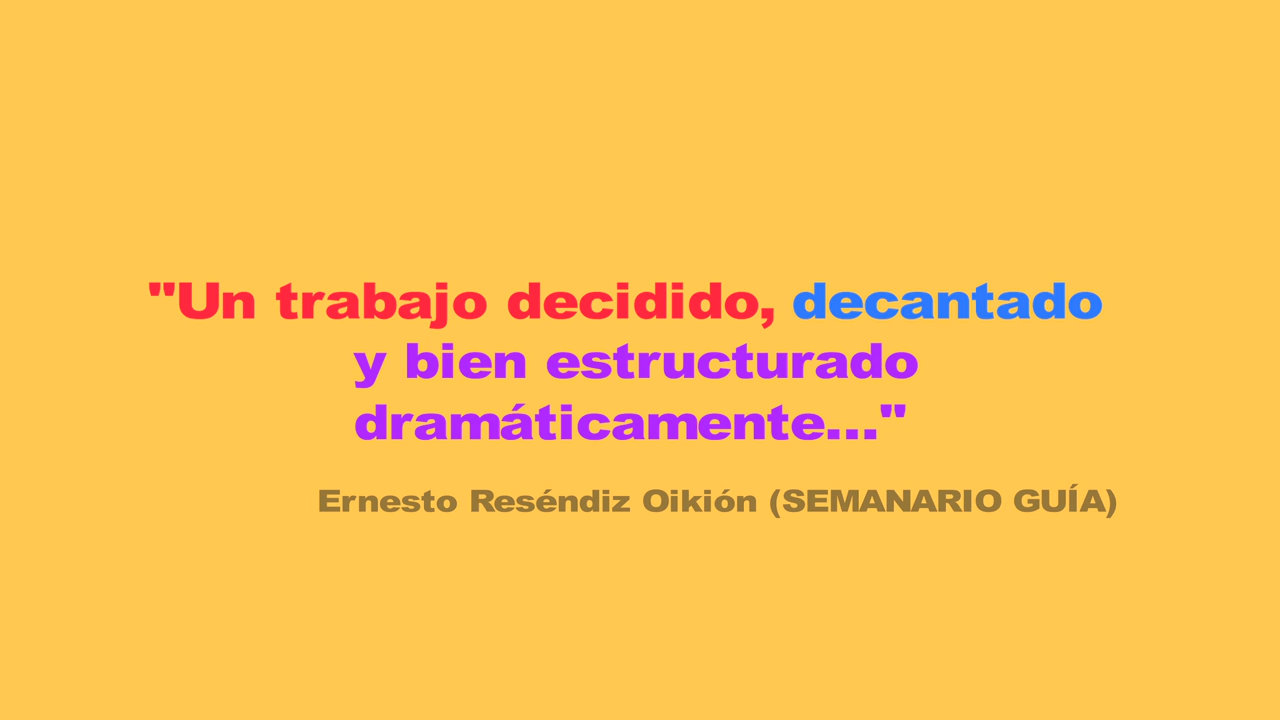 "Un trabajo decidido, decantado
y bien estructurado
dramáticamente..."
Ernesto Reséndiz Oikión (SEMANARIO GUÍA)